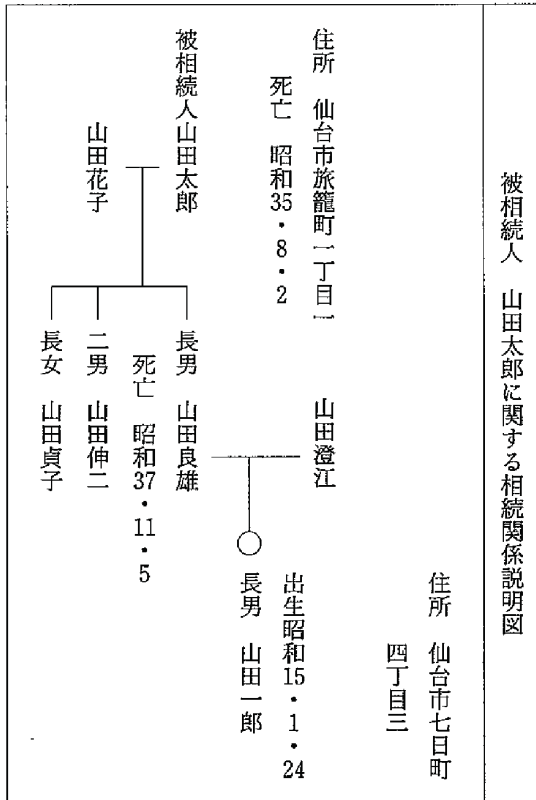 被相続人　山田太郎に関する相続関係説明図
住所　仙台市七日町
四丁目三
住所　仙台市旅籠町一丁目一
死亡　昭和35・8・2
被相続人山田太郎
山田花子
山田澄江
出生昭和15・1・24
長男　山田一郎
長男　山田良雄
死亡　昭和37・11・5
二男　山田伸二
長女　山田貞子